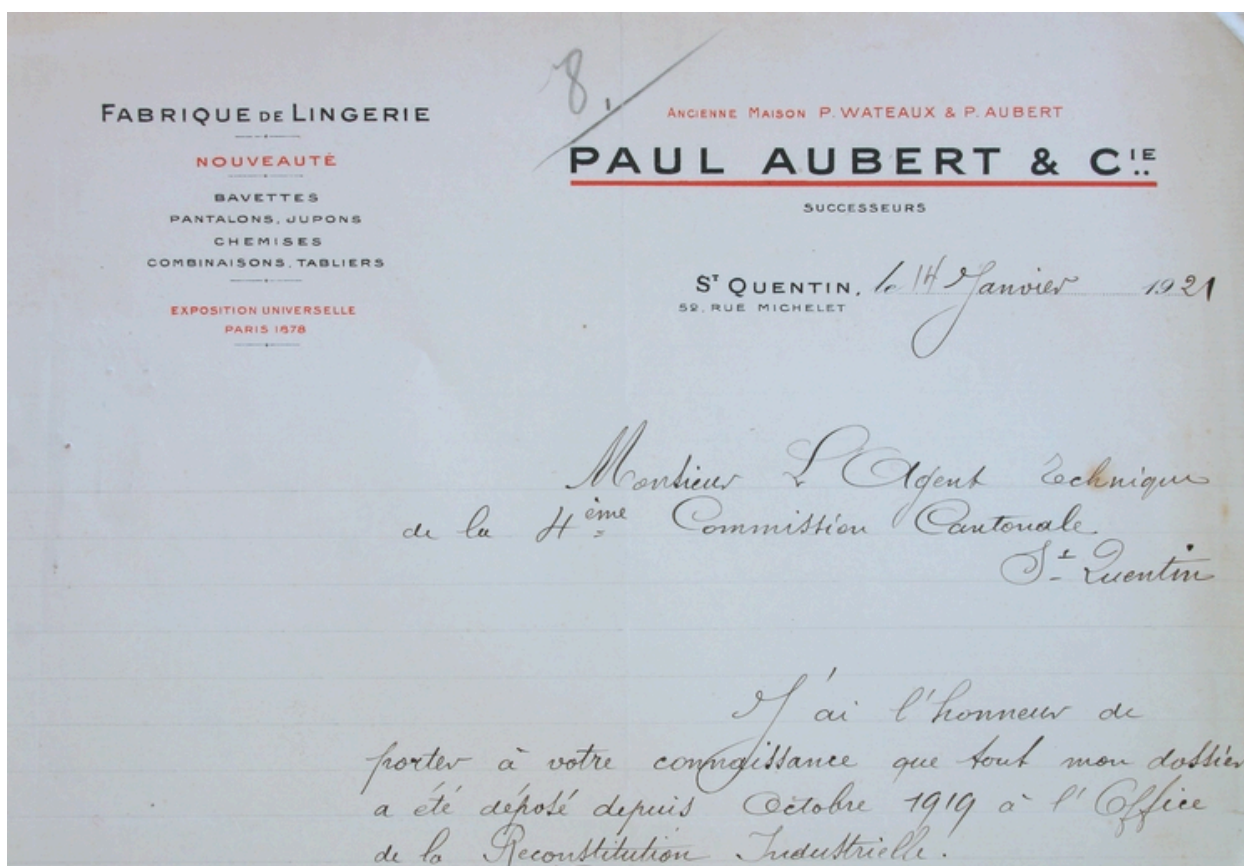 8.
FABRIQUE DE LINGERIE
NOUVEAUTÉ
BAVETTES
PANTALONS, JUPONS
CHEMISES
COMBINAISONS, TABLIERS
EXPOSITION UNIVERSELLE
PARIS 1878
ANCIENNE MAISON P. WATEAUX & P. AUBERT
PAUL AUBERT & CIE
SUCCESSEURS
ST QUENTIN, le 14 Janvier 1921
52, RUE MICHELET
Monsieur L'Agent Technique
de la 4ème Commission Cantonale
St Quentin
J'ai l'honneur de
porter à votre connaissance que tout mon dossier
a été déposé depuis Octobre 1919 à l'Office
de la Reconstitution Industrielle.